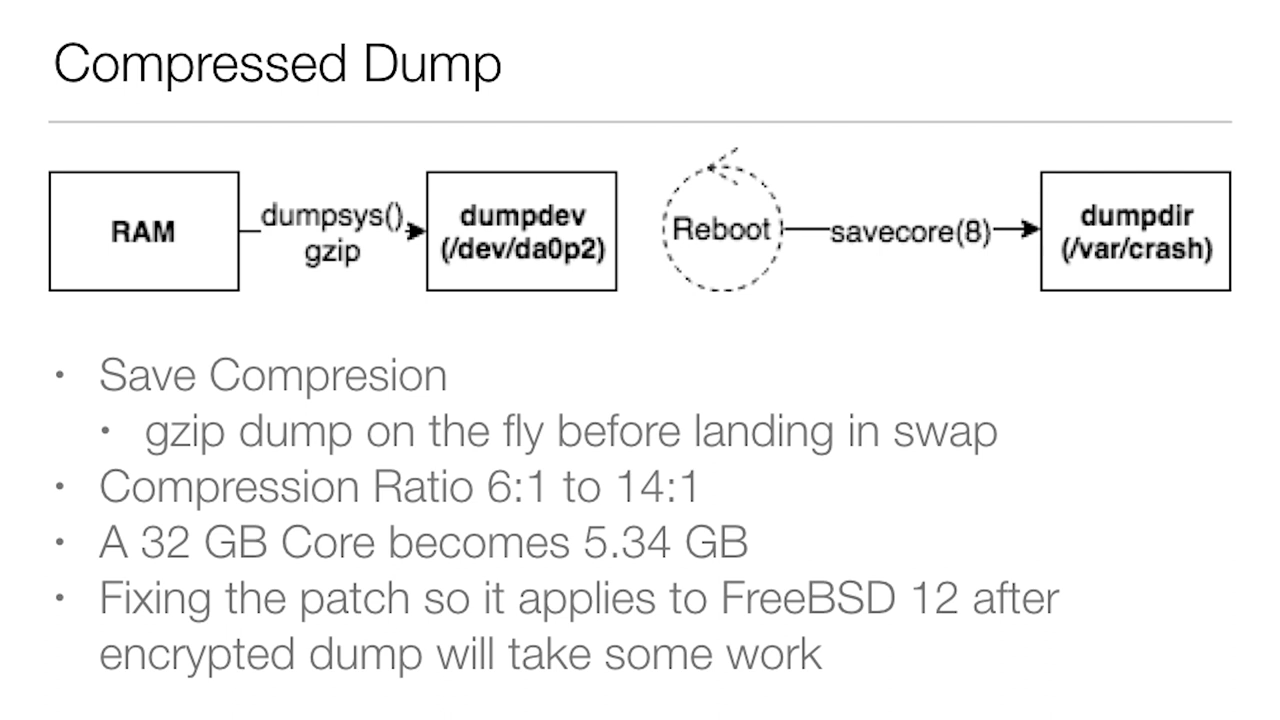 Compressed Dump
RAM
dumpsys()
gzip
dumpdev
(/dev/da0p2)
Reboot
savecore(8)
dumpdir
(/var/crash)
• Save Compresion
• gzip dump on the fly before landing in swap
• Compression Ratio 6:1 to 14:1
• A 32 GB Core becomes 5.34 GB
• Fixing the patch so it applies to FreeBSD 12 after
encrypted dump will take some work